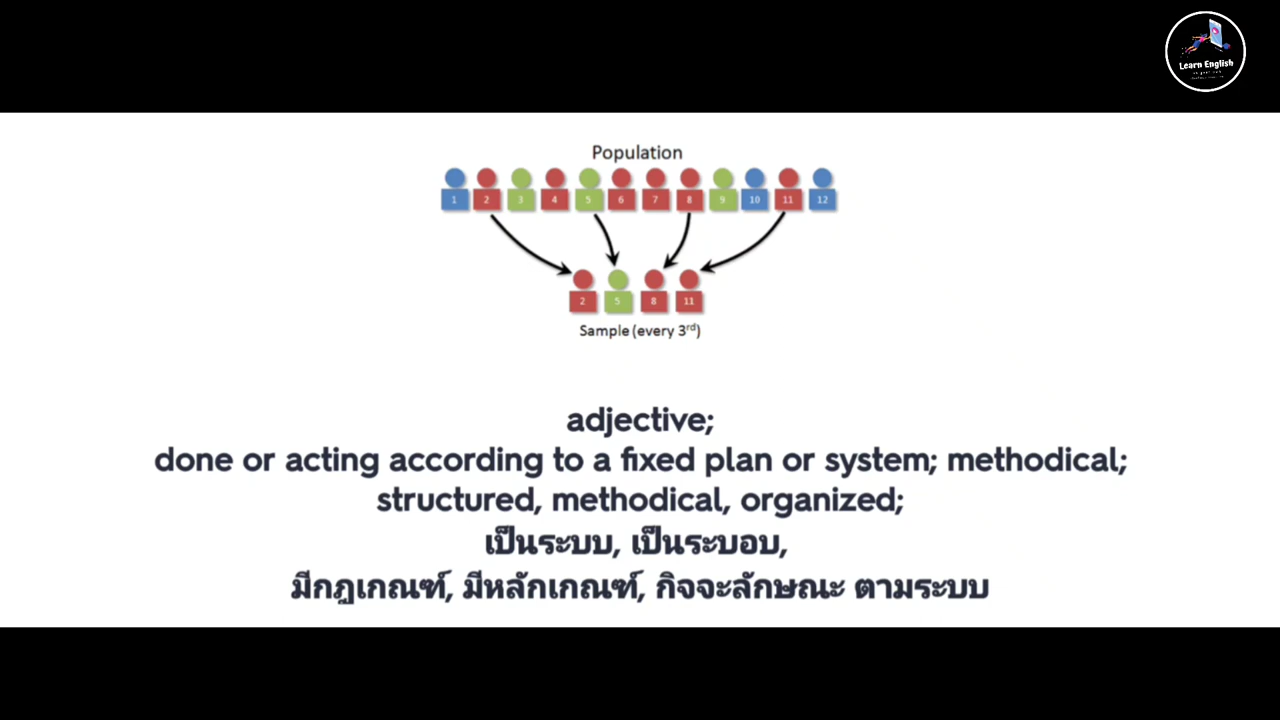 Learn English
Population
1 2 3 4 5 6 7 8 9 10 11 12
2 5 8 11
Sample (every 3rd)
adjective;
done or acting according to a fixed plan or system; methodical;
structured, methodical, organized;
เป็นระบบ, เป็นระบอบ,
มีกฎเกณฑ์, มีหลักเกณฑ์, กิจจะลักษณะ ตามระบบ